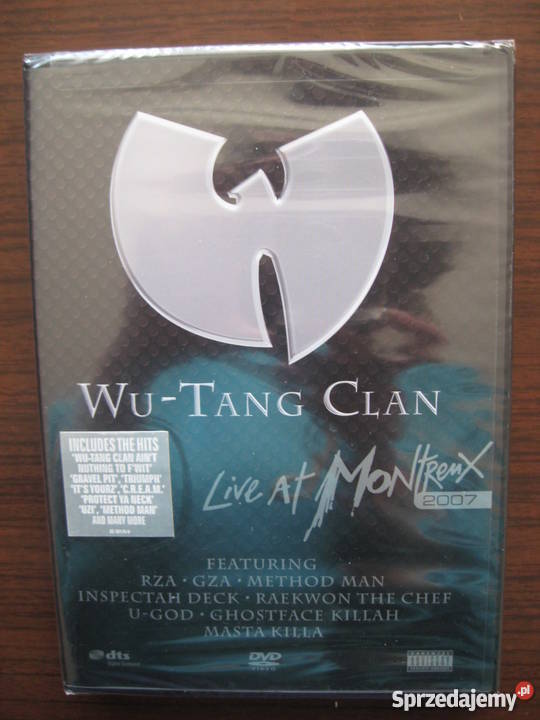 WU-TANG CLAN
INCLUDES THE HITS
'WU-TANG CLAN AIN'T
NUTHING TO F'WIT'
'GRAVEL PIT', 'TRIUMPH'
'IT'S YOURZ', 'C.R.E.A.M.'
'PROTECT YA NECK'
'UZI', 'METHOD MAN'
AND MANY MORE
Live At Montreux
2007
FEATURING
RZA · GZA · METHOD MAN
INSPECTAH DECK · RAEKWON THE CHEF
U-GOD · GHOSTFACE KILLAH
MASTA KILLA
dts
DVD
VIDEO
PARENTAL
ADVISORY
Sprzedajemy.pl